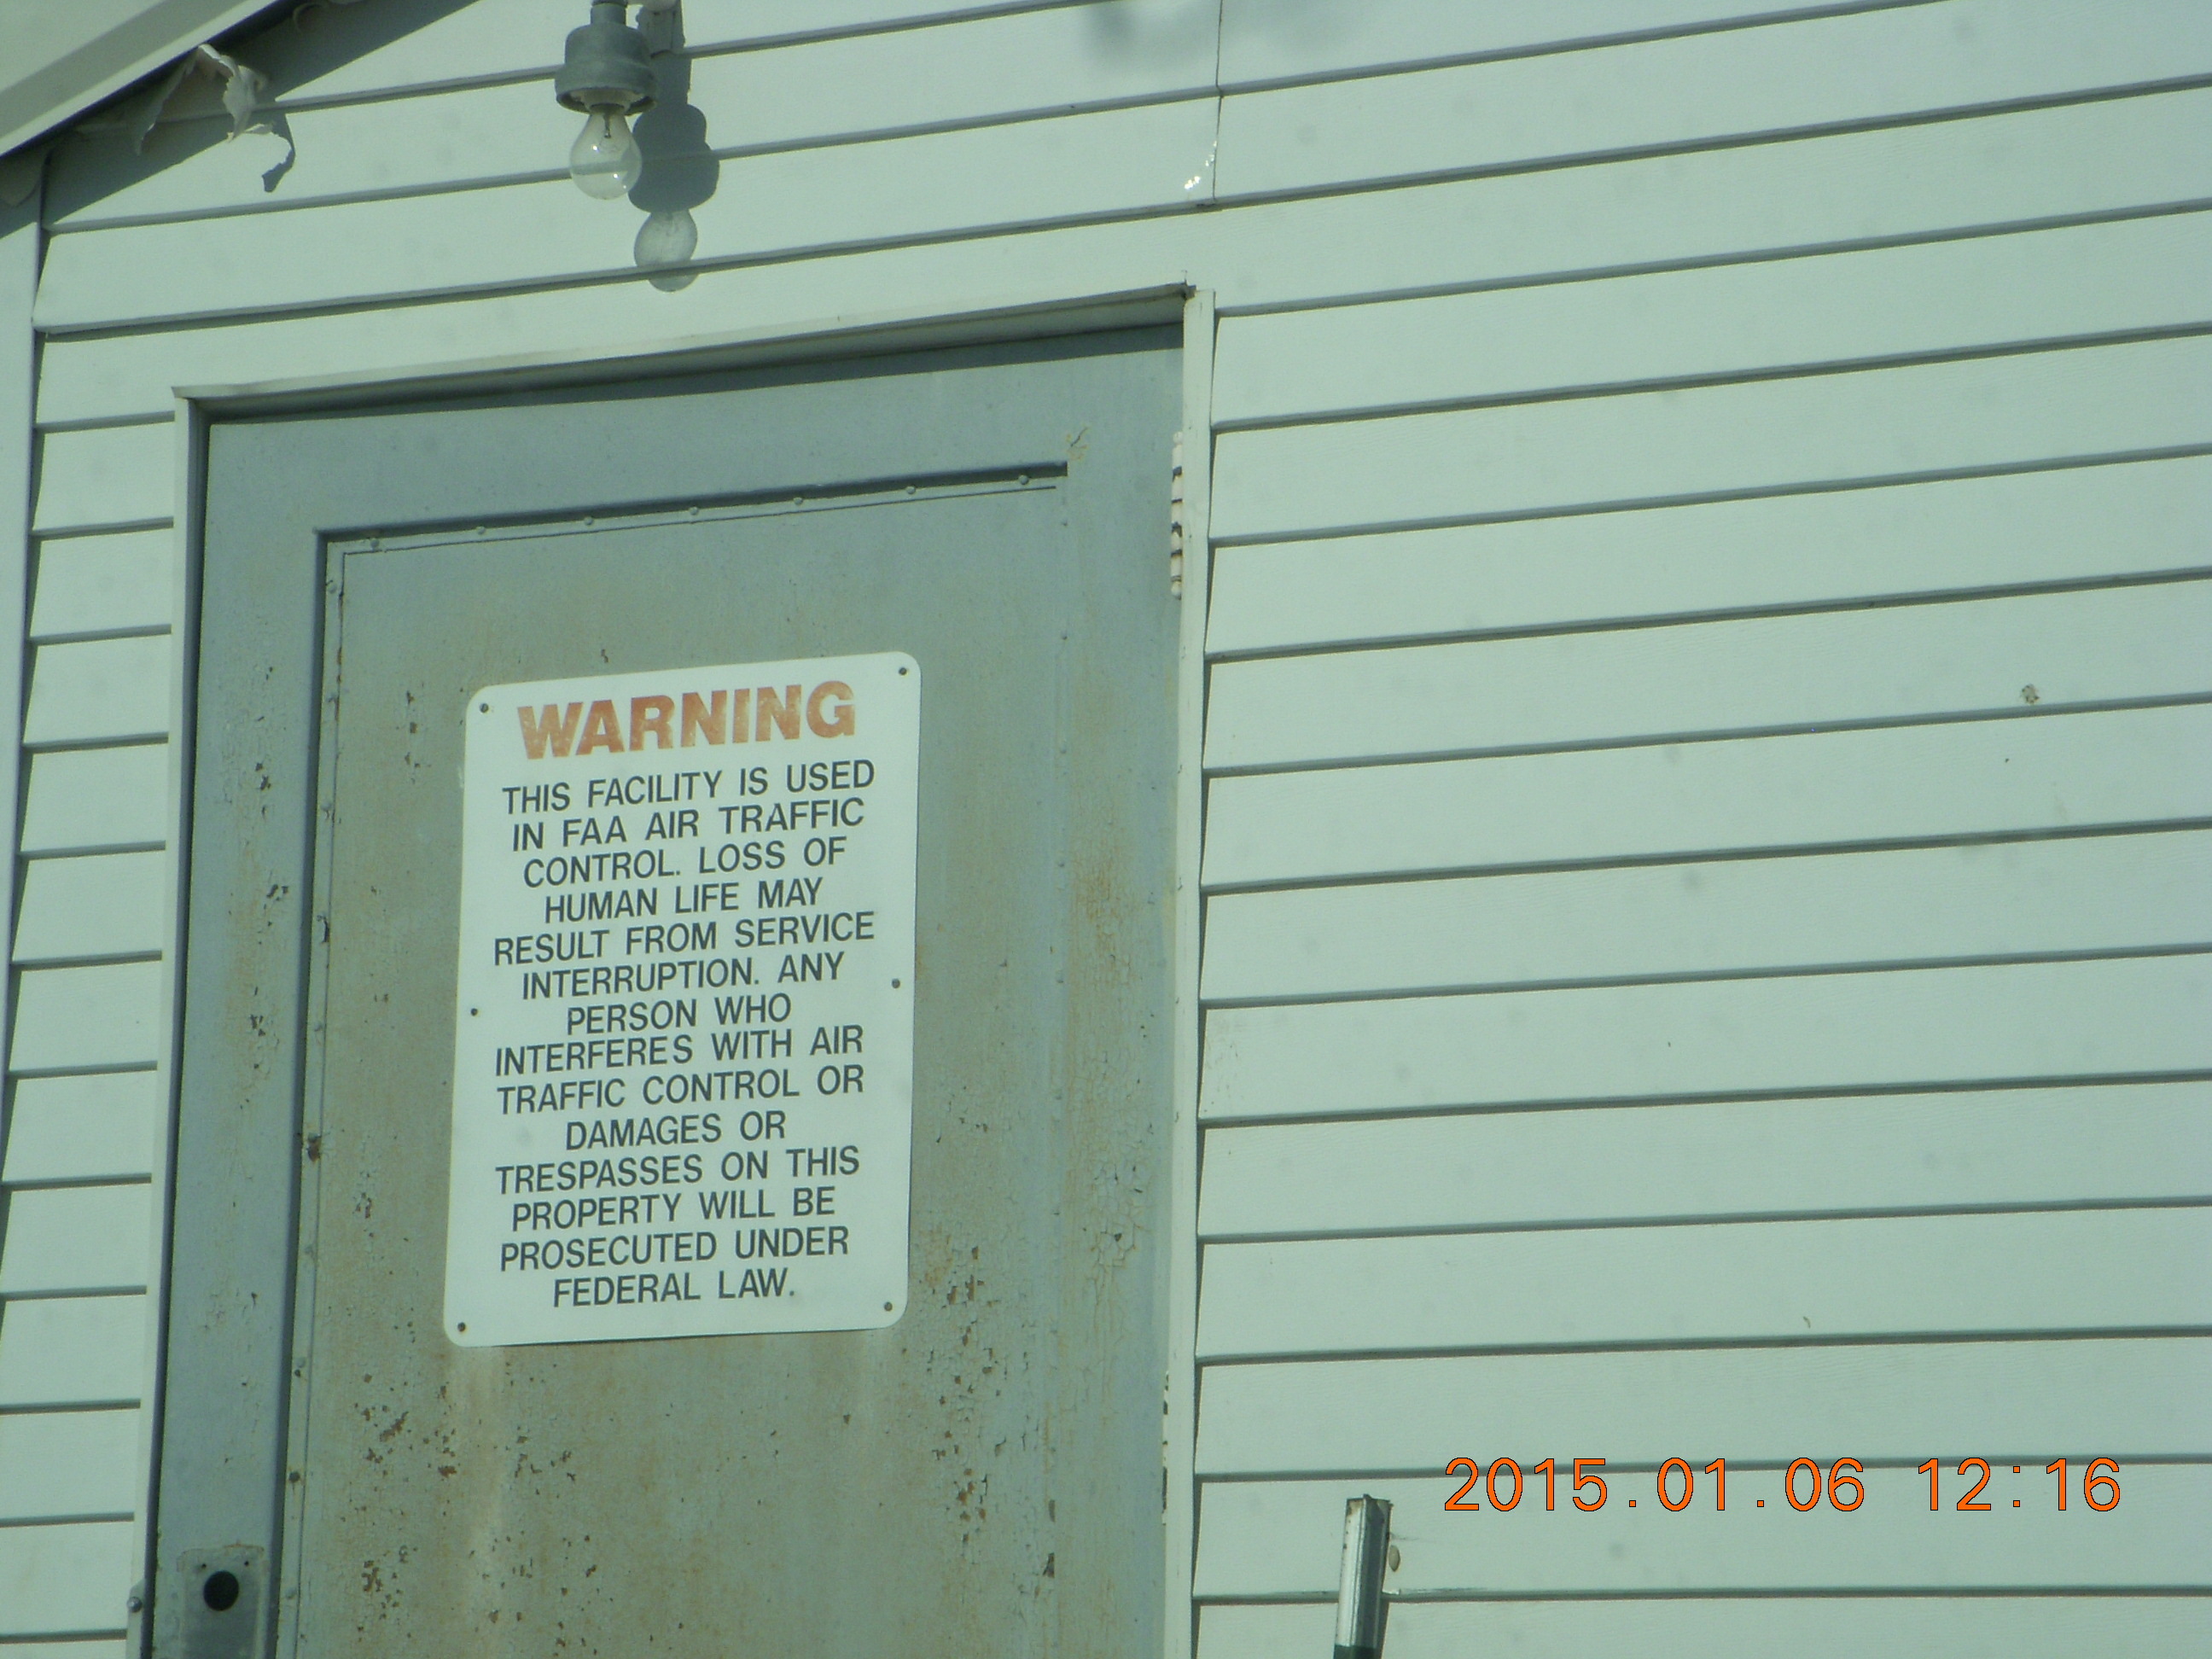 WARNING
THIS FACILITY IS USED
IN FAA AIR TRAFFIC
CONTROL. LOSS OF
HUMAN LIFE MAY
RESULT FROM SERVICE
INTERRUPTION. ANY
PERSON WHO
INTERFERES WITH AIR
TRAFFIC CONTROL OR
DAMAGES OR
TRESPASSES ON THIS
PROPERTY WILL BE
PROSECUTED UNDER
FEDERAL LAW.
2015.01.06 12:16